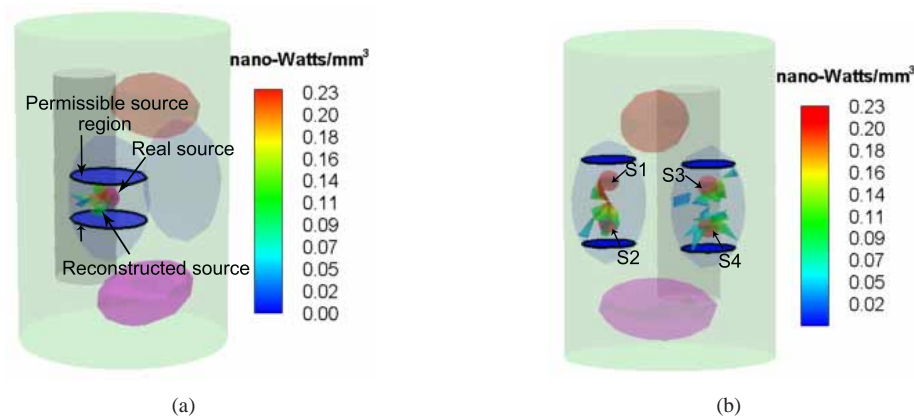 nano-Watts/mm³
0.23
0.20
0.18
0.16
0.14
0.12
0.09
0.07
0.05
0.02
0.00
Permissible source
region
Real source
Reconstructed source
(a)
nano-Watts/mm³
0.23
0.20
0.18
0.16
0.14
0.11
0.09
0.07
0.05
0.02
S1
S3
S2
S4
(b)